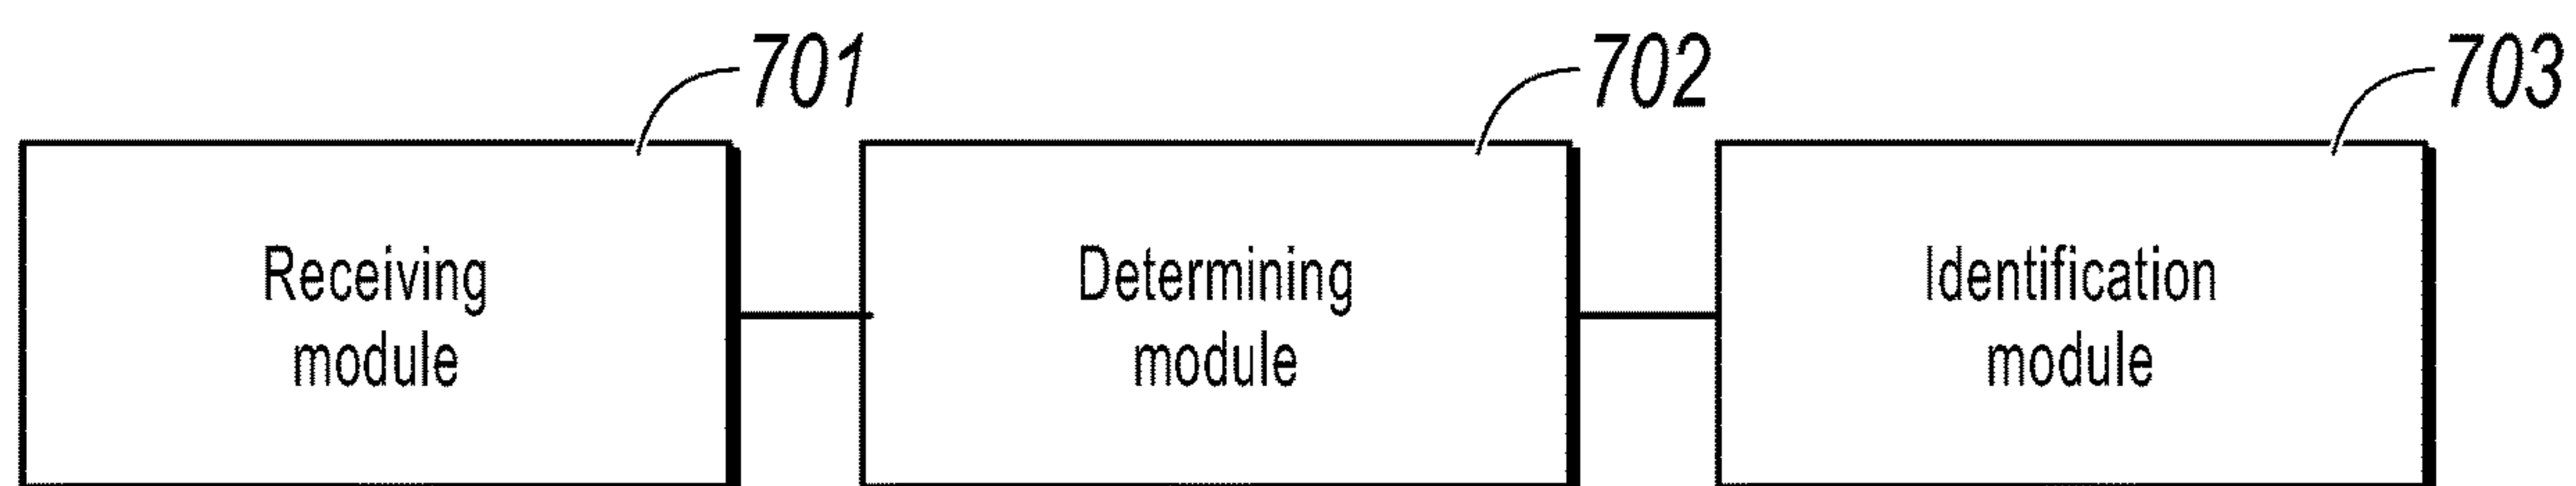 701
702
703
Receiving
module
Determining
module
Identification
module